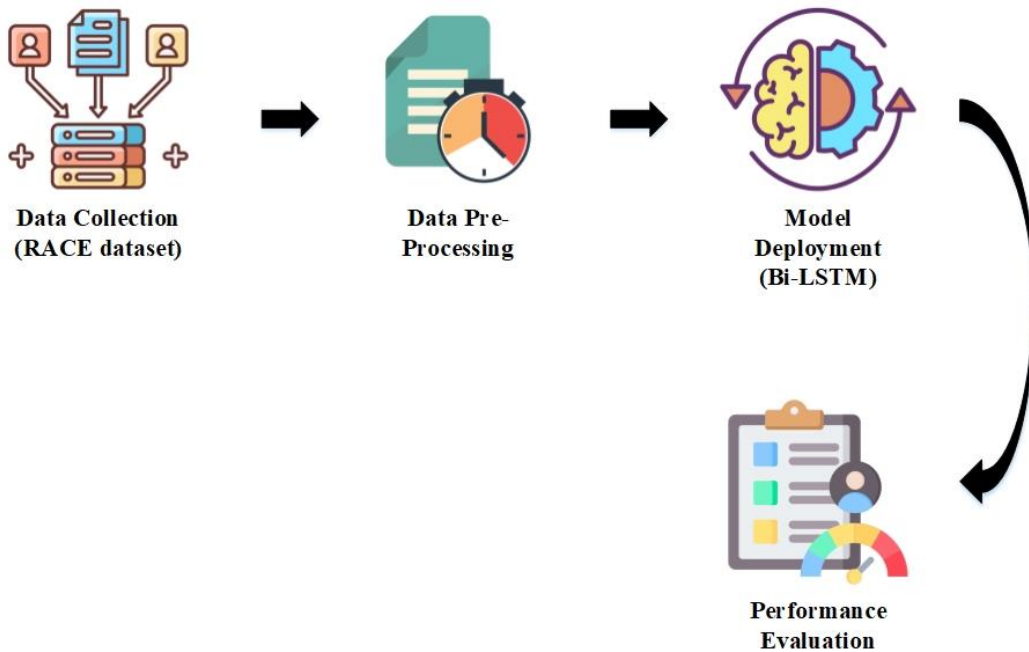 Data Collection
(RACE dataset)
Data Pre-
Processing
Model
Deployment
(Bi-LSTM)
Performance
Evaluation